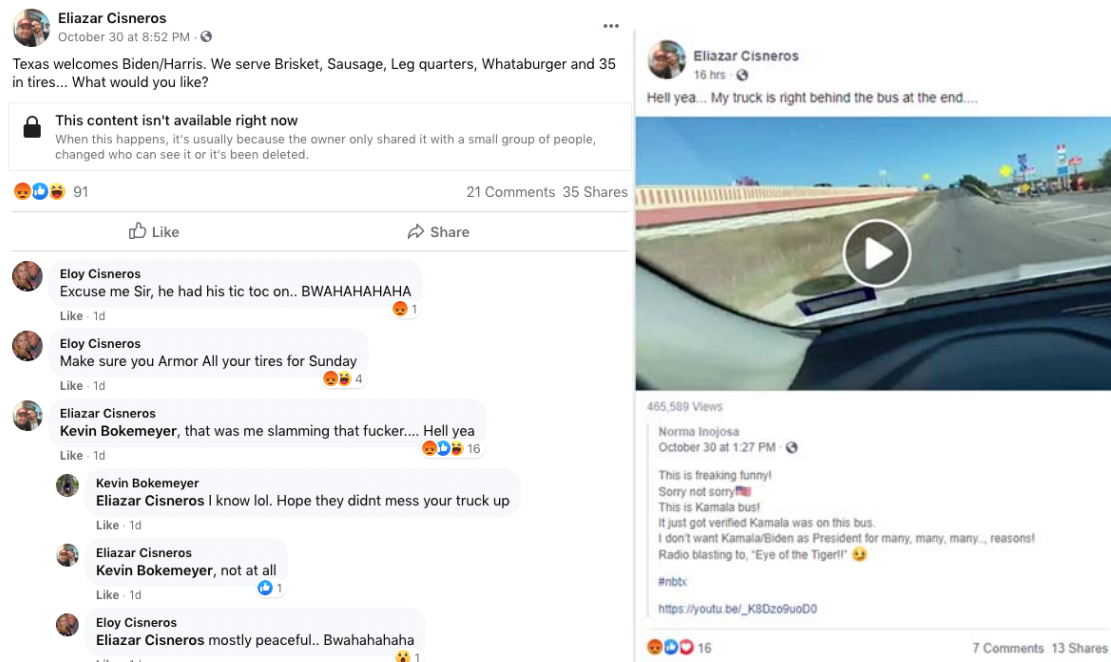 Eliazar Cisneros
October 30 at 8:52 PM ·
Texas welcomes Biden/Harris. We serve Brisket, Sausage, Leg quarters, Whataburger and 35
in tires... What would you like?
This content isn't available right now
When this happens, it's usually because the owner only shared it with a small group of people,
changed who can see it or it's been deleted.
91
21 Comments 35 Shares
Like
Share
Eloy Cisneros
Excuse me Sir, he had his tic toc on.. BWAHAHAHAHA
1
Like · 1d
Eloy Cisneros
Make sure you Armor All your tires for Sunday
4
Like · 1d
Eliazar Cisneros
Kevin Bokemeyer, that was me slamming that fucker.... Hell yea
16
Like · 1d
Kevin Bokemeyer
Eliazar Cisneros I know lol. Hope they didnt mess your truck up
Like · 1d
Eliazar Cisneros
Kevin Bokemeyer, not at all
1
Like · 1d
Eloy Cisneros
Eliazar Cisneros mostly peaceful.. Bwahahahaha
1
Eliazar Cisneros
16 hrs ·
Hell yea... My truck is right behind the bus at the end....
465,589 Views
Norma Inojosa
October 30 at 1:27 PM ·
This is freaking funny!
Sorry not sorry
This is Kamala bus!
It just got verified Kamala was on this bus.
I don't want Kamala/Biden as President for many, many, many.., reasons!
Radio blasting to, "Eye of the Tiger!!"
#nbtx
https://youtu.be/_K8Dzo9uoD0
16
7 Comments 13 Shares